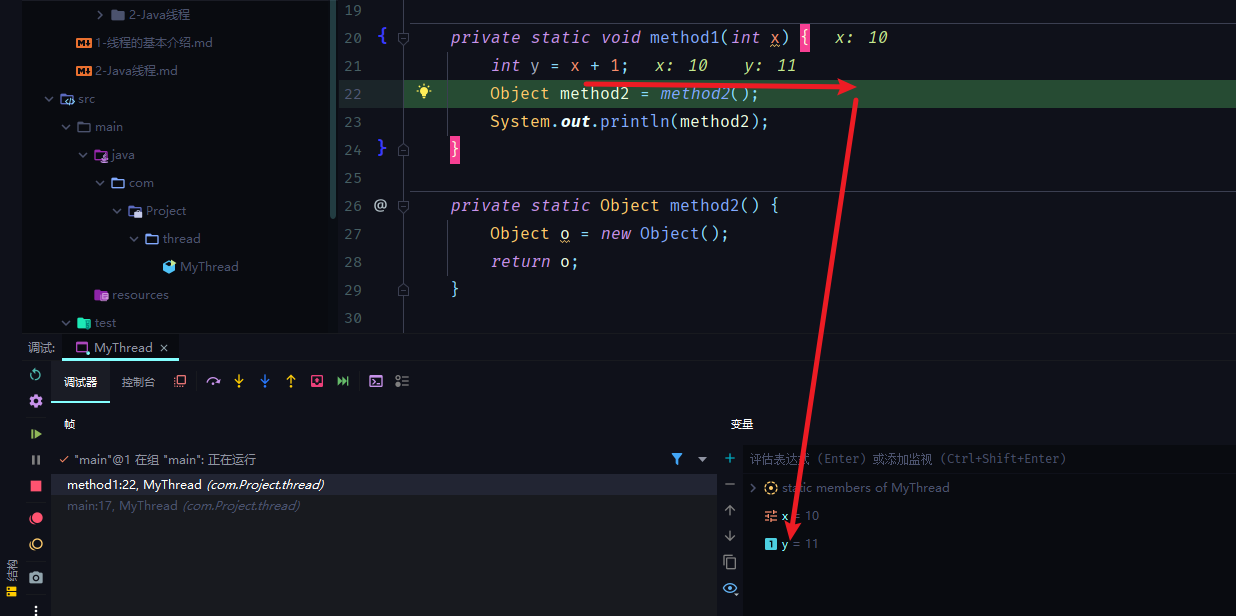 2-Java线程
1-线程的基本介绍.md
2-Java线程.md
src
main
java
com
Project
thread
MyThread
resources
test
19
20 private static void method1(int x) { x: 10
21 int y = x + 1; x: 10 y: 11
22 Object method2 = method2();
23 System.out.println(method2);
24 }
25
26 @ private static Object method2() {
27 Object o = new Object();
28 return o;
29 }
30
调试: MyThread ×
调试器 控制台
帧
变量
"main"@1 在组 "main": 正在运行
评估表达式 (Enter) 或添加监视 (Ctrl+Shift+Enter)
method1:22, MyThread (com.Project.thread)
main:17, MyThread (com.Project.thread)
static members of MyThread
x = 10
y = 11
结构